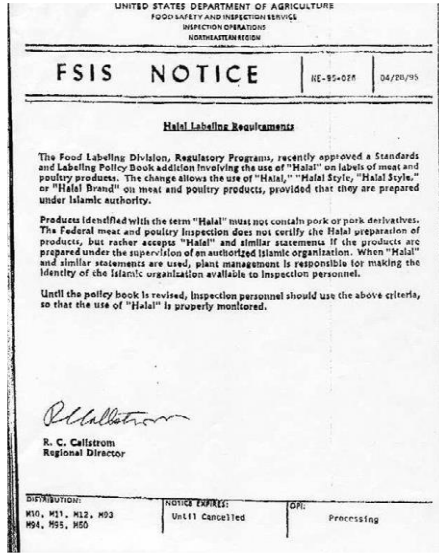 UNITED STATES DEPARTMENT OF AGRICULTURE
FOOD SAFETY AND INSPECTION SERVICE
INSPECTION OPERATIONS
NORTHEASTERN REGION
FSIS NOTICE
NE-95-028
04/28/95
Halal Labeling Requirements
The Food Labeling Division, Regulatory Programs, recently approved a Standards
and Labeling Policy Book addition involving the use of "Halal" on labels of meat and
poultry products. The change allows the use of "Halal," "Halal Style, "Halal Style,"
or "Halal Brand" on meat and poultry products, provided that they are prepared
under Islamic authority.
Products identified with the term "Halal" must not contain pork or pork derivatives.
The Federal meat and poultry inspection does not certify the Halal preparation of
products, but rather accepts "Halal" and similar statements if the products are
prepared under the supervision of an authorized Islamic organization. When "Halal"
and similar statements are used, plant management is responsible for making the
identity of the Islamic organization available to inspection personnel.
Until the policy book is revised, inspection personnel should use the above criteria,
so that the use of "Halal" is properly monitored.
R. C. Callstrom
Regional Director
DISTRIBUTION:
M10, M11, M12, M93
M94, M95, M50
NOTICE EXPIRES:
Until Cancelled
OPI:
Processing